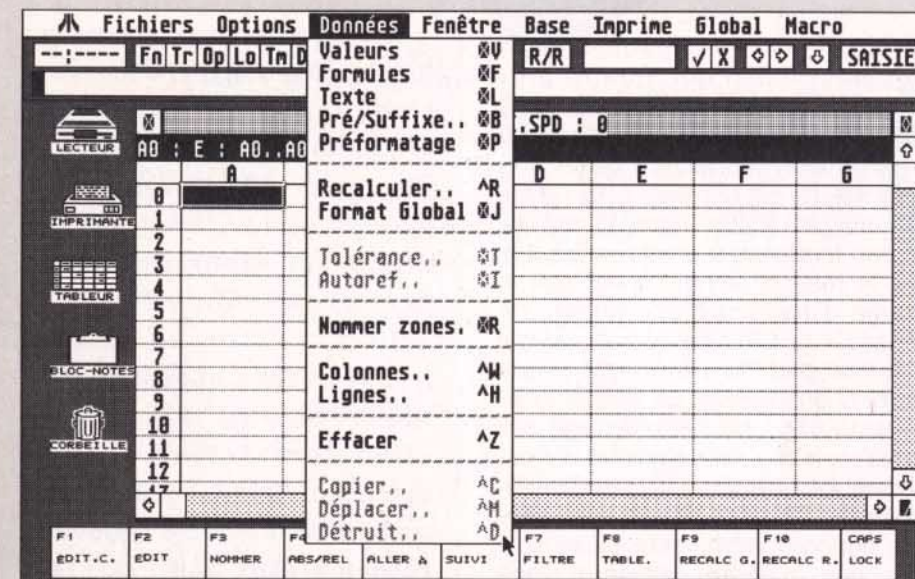 Fichiers Options Données Fenêtre Base Imprime Global Macro
--:---- Fn Tr Op Lo Tm D R/R √ X SAISIE
Valeurs ⊠V
Formules ⊠F
Texte ⊠L
Pré/Suffixe.. ⊠B
Préformatage ⊠P
Recalculer.. ^R
Format Global ⊠J
Tolérance.. ⊠T
Autoref.. ⊠I
Nommer zones. ⊠R
Colonnes.. ^W
Lignes.. ^H
Effacer ^Z
Copier.. ^C
Déplacer.. ^M
Détruit.. ^D
LECTEUR
IMPRIMANTE
TABLEUR
BLOC-NOTES
CORBEILLE
.SPD : 0
A0 : E : A0..A0
A D E F G
0
1
2
3
4
5
6
7
8
9
10
11
12
F1 F2 F3 F4 F7 F8 F9 F10 CAPS
EDIT.C. EDIT NOMMER ABS/REL ALLER à SUIVI FILTRE TABLE. RECALC G. RECALC R. LOCK